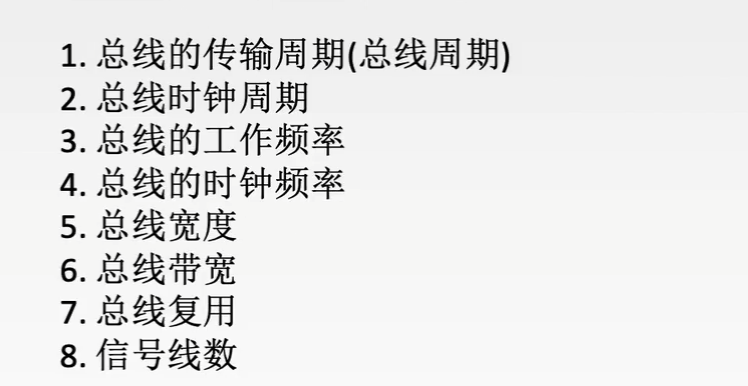 1. 总线的传输周期(总线周期)
2. 总线时钟周期
3. 总线的工作频率
4. 总线的时钟频率
5. 总线宽度
6. 总线带宽
7. 总线复用
8. 信号线数